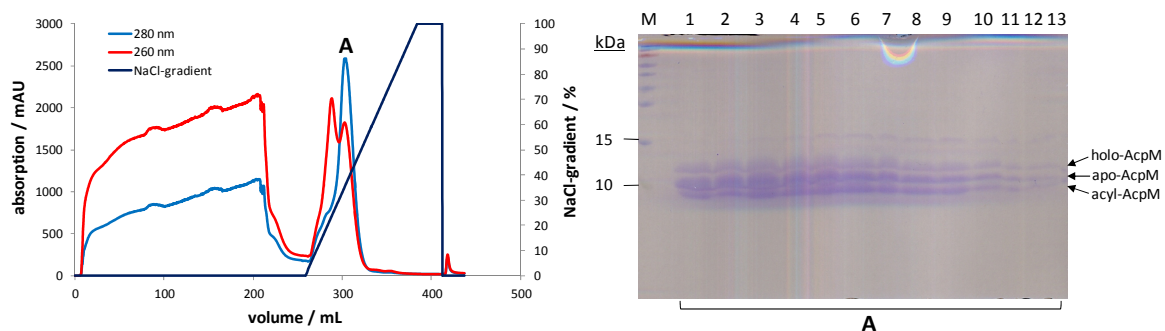 absorption / mAU
3000
2500
2000
1500
1000
500
0
280 nm
260 nm
NaCl-gradient
A
100
90
80
70
60
50
40
30
20
10
0
NaCl-gradient / %
0 100 200 300 400 500
volume / mL
M 1 2 3 4 5 6 7 8 9 10 11 12 13
kDa
15
10
holo-AcpM
apo-AcpM
acyl-AcpM
A